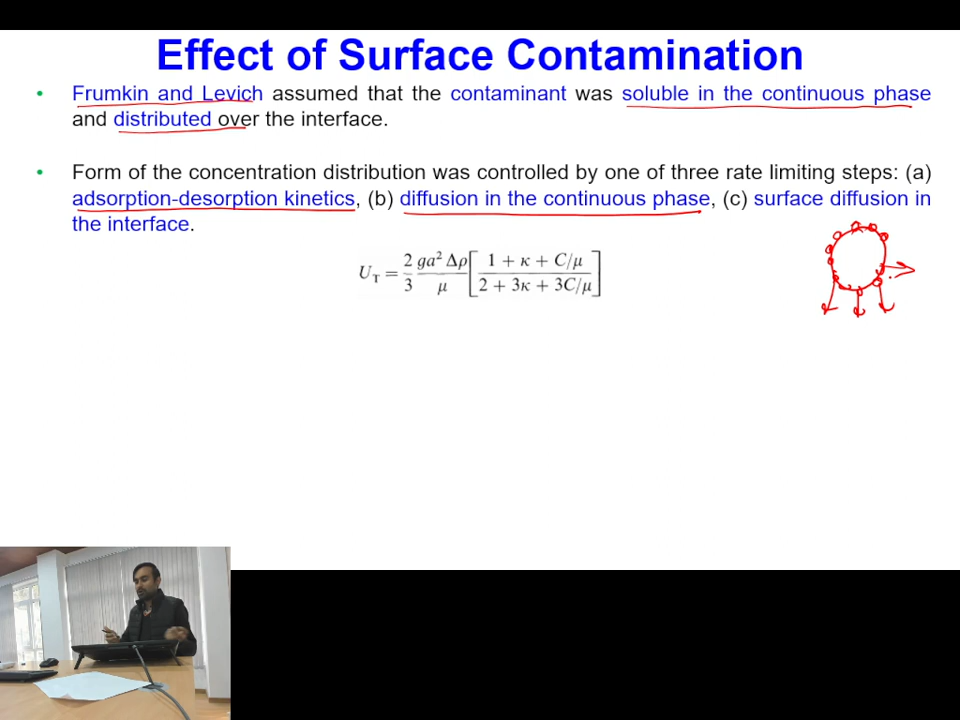 Effect of Surface Contamination
• Frumkin and Levich assumed that the contaminant was soluble in the continuous phase
and distributed over the interface.
• Form of the concentration distribution was controlled by one of three rate limiting steps: (a)
adsorption-desorption kinetics, (b) diffusion in the continuous phase, (c) surface diffusion in
the interface.
U_T = 2/3 ga² Δρ/μ [ (1 + κ + C/μ) / (2 + 3κ + 3C/μ) ]